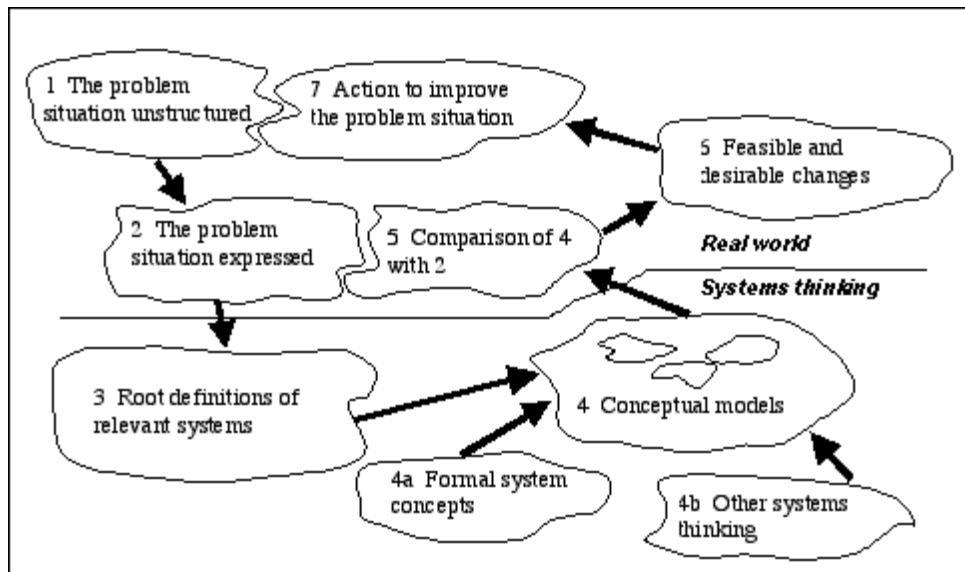 1 The problem
situation unstructured
7 Action to improve
the problem situation
6 Feasible and
desirable changes
2 The problem
situation expressed
5 Comparison of 4
with 2
Real world
Systems thinking
3 Root definitions of
relevant systems
4 Conceptual models
4a Formal system
concepts
4b Other systems
thinking